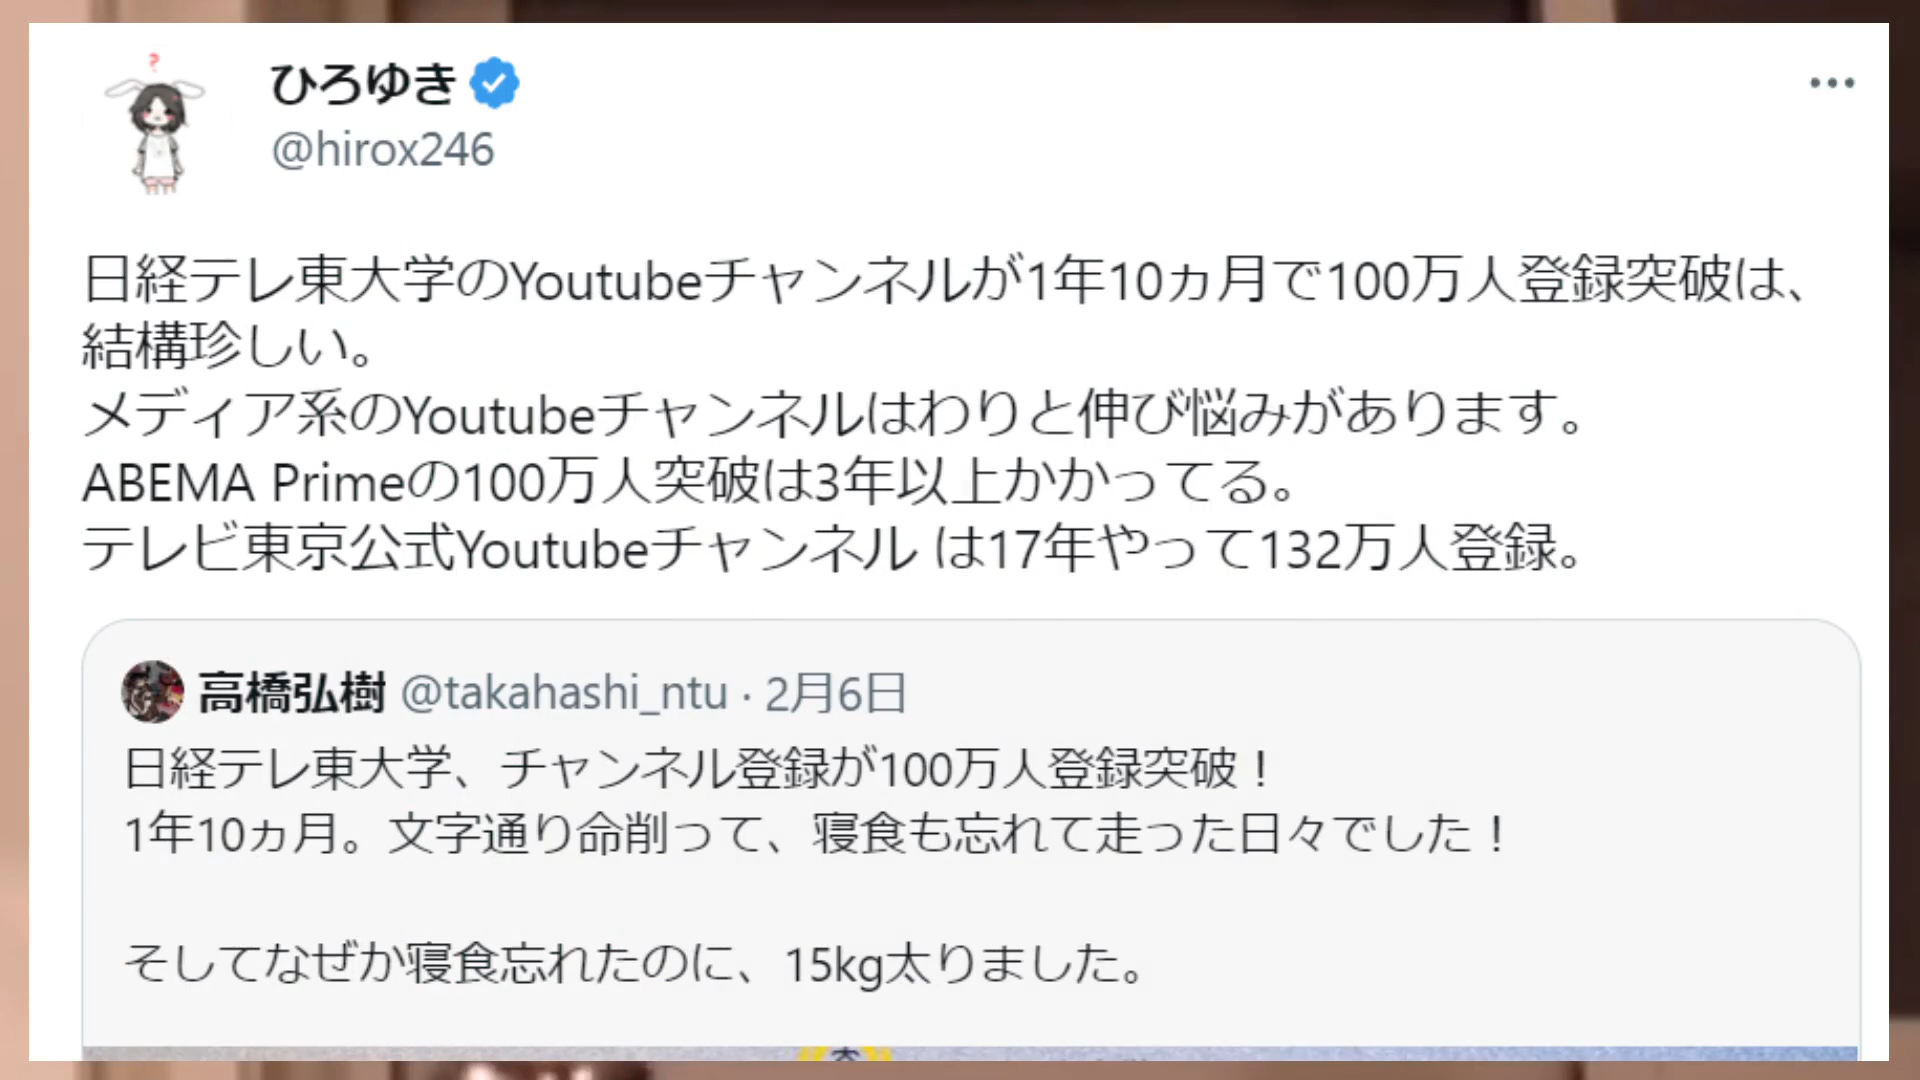 ?
ひろゆき
@hirox246
日経テレ東大学のYoutubeチャンネルが1年10ヵ月で100万人登録突破は、
結構珍しい。
メディア系のYoutubeチャンネルはわりと伸び悩みがあります。
ABEMA Primeの100万人突破は3年以上かかってる。
テレビ東京公式Youtubeチャンネル は17年やって132万人登録。
高橋弘樹 @takahashi_ntu · 2月6日
日経テレ東大学、チャンネル登録が100万人登録突破！
1年10ヵ月。文字通り命削って、寝食も忘れて走った日々でした！
そしてなぜか寝食忘れたのに、15kg太りました。